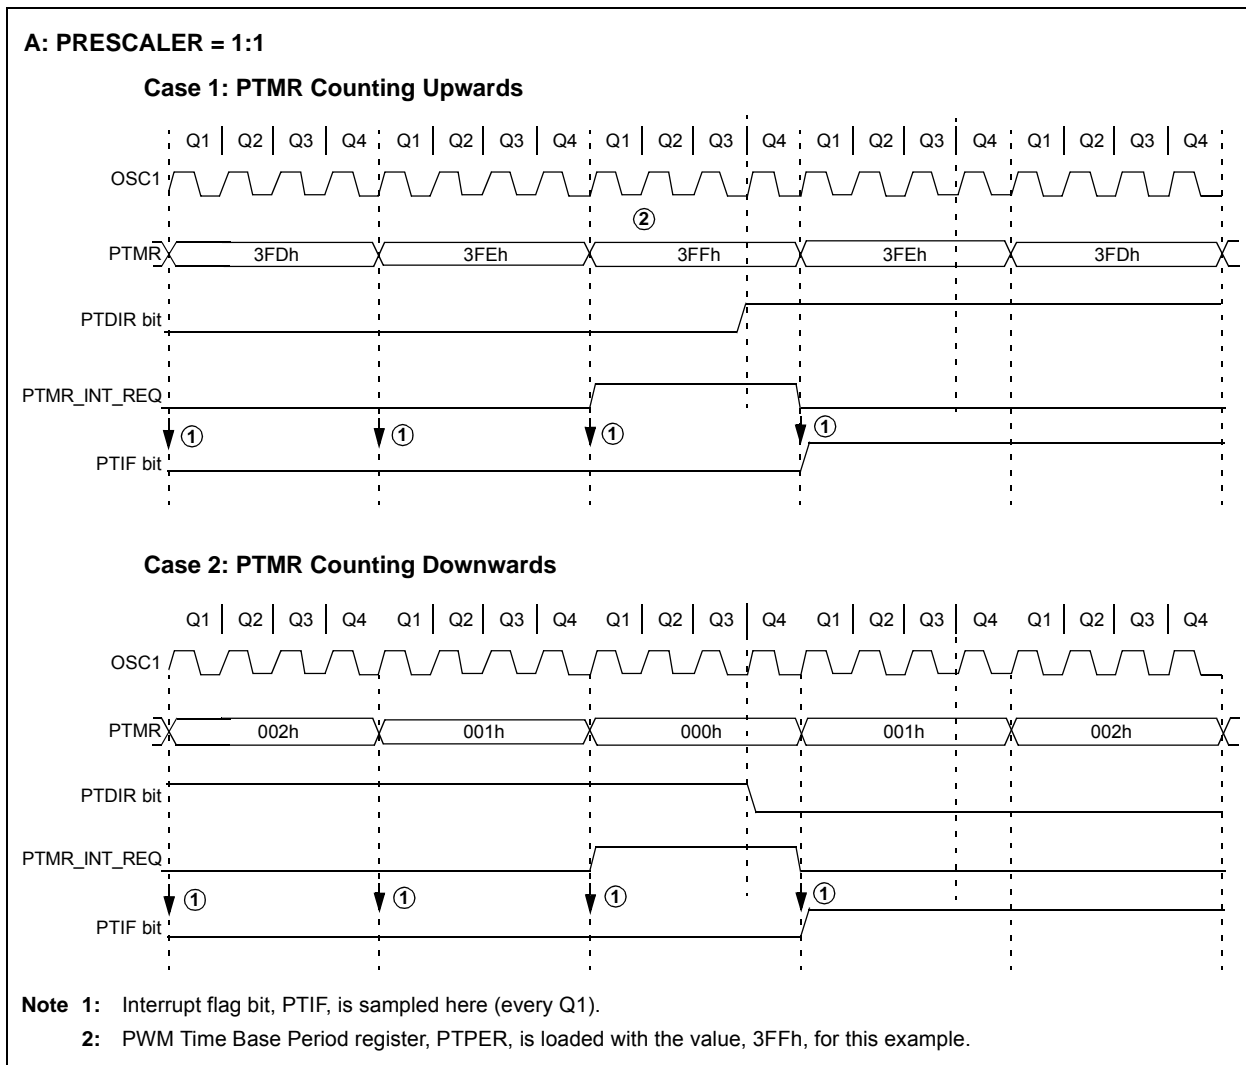 A: PRESCALER = 1:1
Case 1: PTMR Counting Upwards
Q1 Q2 Q3 Q4 Q1 Q2 Q3 Q4 Q1 Q2 Q3 Q4 Q1 Q2 Q3 Q4 Q1 Q2 Q3 Q4
OSC1
2
PTMR 3FDh 3FEh 3FFh 3FEh 3FDh
PTDIR bit
PTMR_INT_REQ
1 1 1 1
PTIF bit
Case 2: PTMR Counting Downwards
Q1 Q2 Q3 Q4 Q1 Q2 Q3 Q4 Q1 Q2 Q3 Q4 Q1 Q2 Q3 Q4 Q1 Q2 Q3 Q4
OSC1
PTMR 002h 001h 000h 001h 002h
PTDIR bit
PTMR_INT_REQ
1 1 1 1
PTIF bit
Note 1: Interrupt flag bit, PTIF, is sampled here (every Q1).
2: PWM Time Base Period register, PTPER, is loaded with the value, 3FFh, for this example.